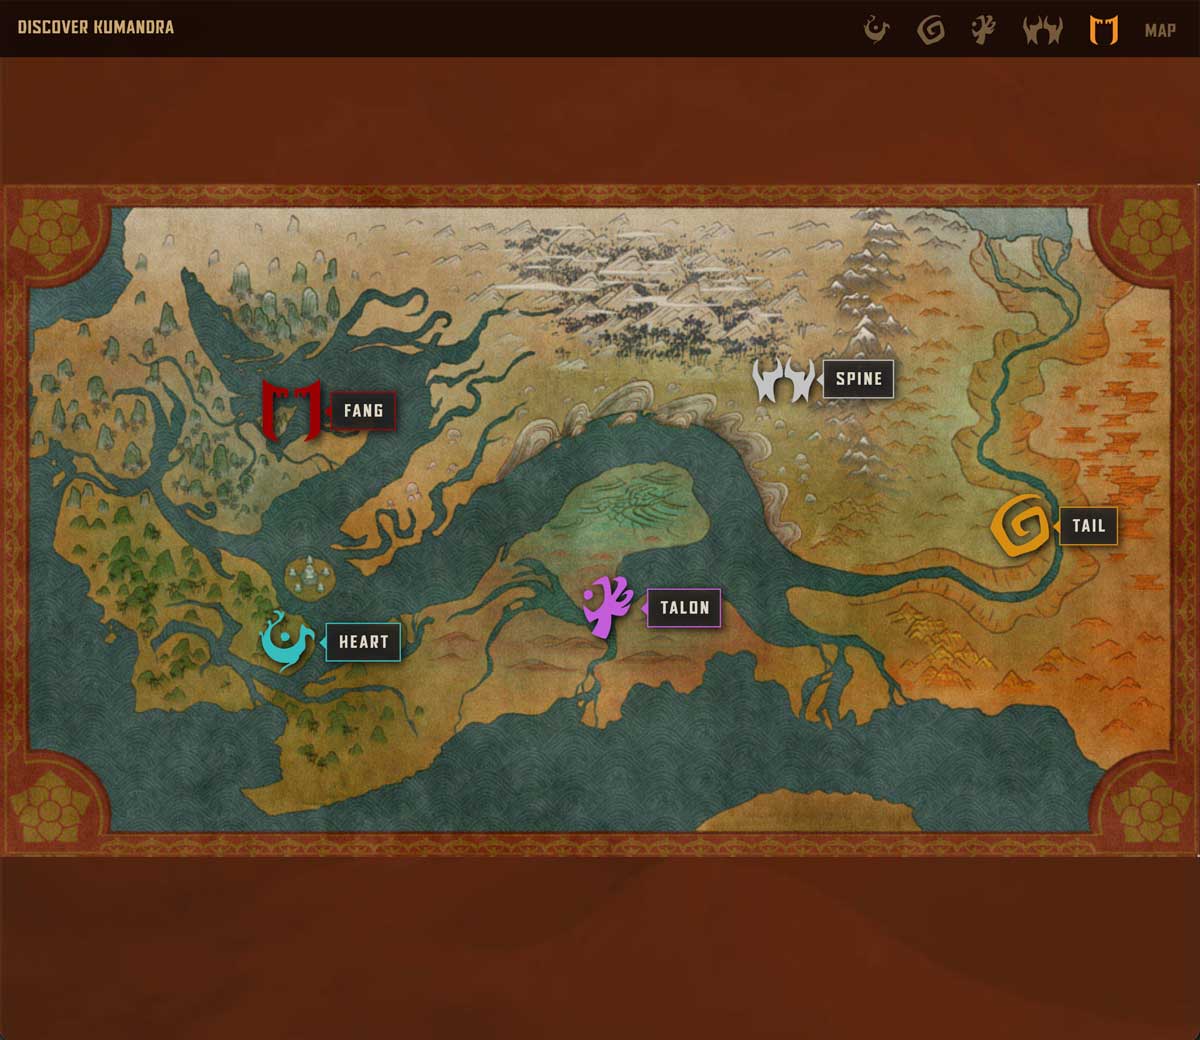 DISCOVER KUMANDRA
MAP
SPINE
FANG
TAIL
TALON
HEART